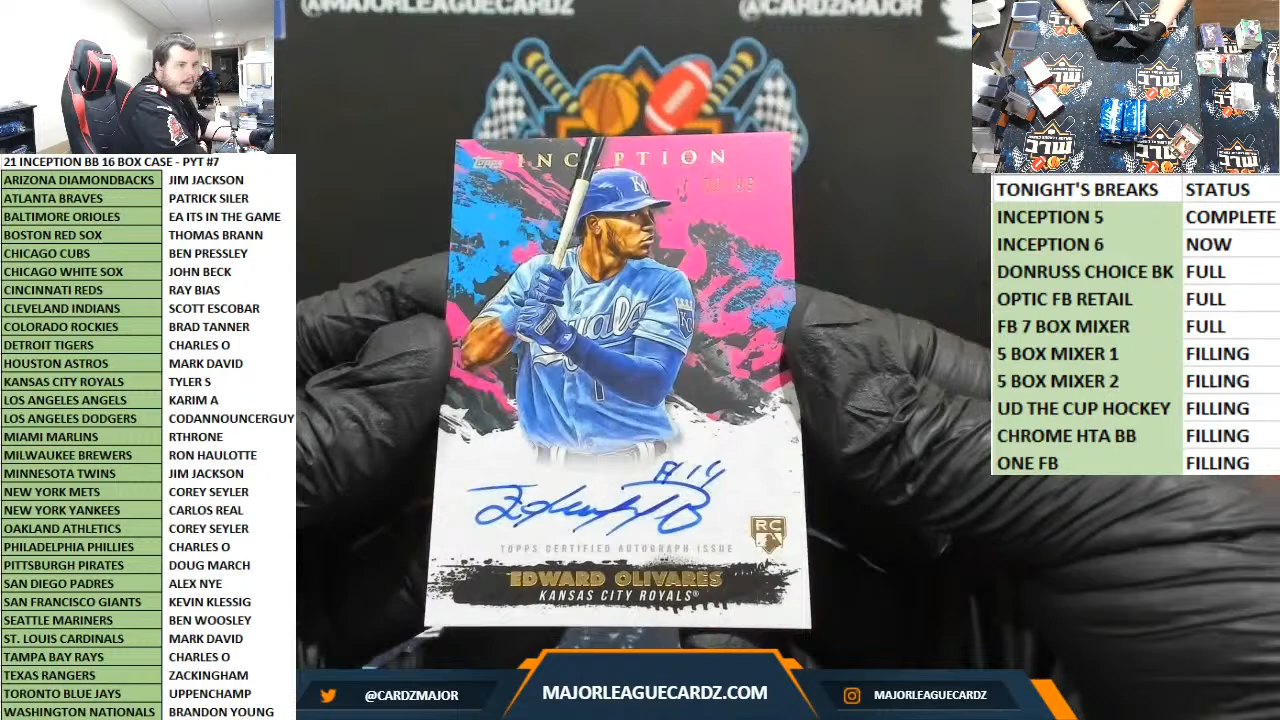 @MAJORLEAGUECARDZ
@CARDZMAJOR
21 INCEPTION BB 16 BOX CASE - PYT #7
ARIZONA DIAMONDBACKS JIM JACKSON
ATLANTA BRAVES PATRICK SILER
BALTIMORE ORIOLES EA ITS IN THE GAME
BOSTON RED SOX THOMAS BRANN
CHICAGO CUBS BEN PRESSLEY
CHICAGO WHITE SOX JOHN BECK
CINCINNATI REDS RAY BIAS
CLEVELAND INDIANS SCOTT ESCOBAR
COLORADO ROCKIES BRAD TANNER
DETROIT TIGERS CHARLES O
HOUSTON ASTROS MARK DAVID
KANSAS CITY ROYALS TYLER S
LOS ANGELES ANGELS KARIM A
LOS ANGELES DODGERS CODANNOUNCERGUY
MIAMI MARLINS RTHRONE
MILWAUKEE BREWERS RON HAULOTTE
MINNESOTA TWINS JIM JACKSON
NEW YORK METS COREY SEYLER
NEW YORK YANKEES CARLOS REAL
OAKLAND ATHLETICS COREY SEYLER
PHILADELPHIA PHILLIES CHARLES O
PITTSBURGH PIRATES DOUG MARCH
SAN DIEGO PADRES ALEX NYE
SAN FRANCISCO GIANTS KEVIN KLESSIG
SEATTLE MARINERS BEN WOOSLEY
ST. LOUIS CARDINALS MARK DAVID
TAMPA BAY RAYS CHARLES O
TEXAS RANGERS ZACKINGHAM
TORONTO BLUE JAYS UPPENCHAMP
WASHINGTON NATIONALS BRANDON YOUNG
Topps INCEPTION
KC
Royals
KC
#14
RC
TOPPS CERTIFIED AUTOGRAPH ISSUE
EDWARD OLIVARES
KANSAS CITY ROYALS®
TONIGHT'S BREAKS STATUS
INCEPTION 5 COMPLETE
INCEPTION 6 NOW
DONRUSS CHOICE BK FULL
OPTIC FB RETAIL FULL
FB 7 BOX MIXER FULL
5 BOX MIXER 1 FILLING
5 BOX MIXER 2 FILLING
UD THE CUP HOCKEY FILLING
CHROME HTA BB FILLING
ONE FB FILLING
@CARDZMAJOR
MAJORLEAGUECARDZ.COM
MAJORLEAGUECARDZ